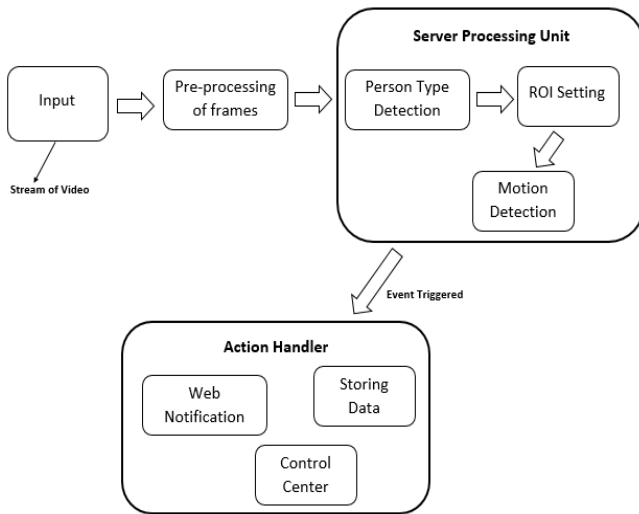 Server Processing Unit
Input
Pre-processing
of frames
Person Type
Detection
ROI Setting
Motion
Detection
Stream of Video
Event Triggered
Action Handler
Web
Notification
Storing
Data
Control
Center